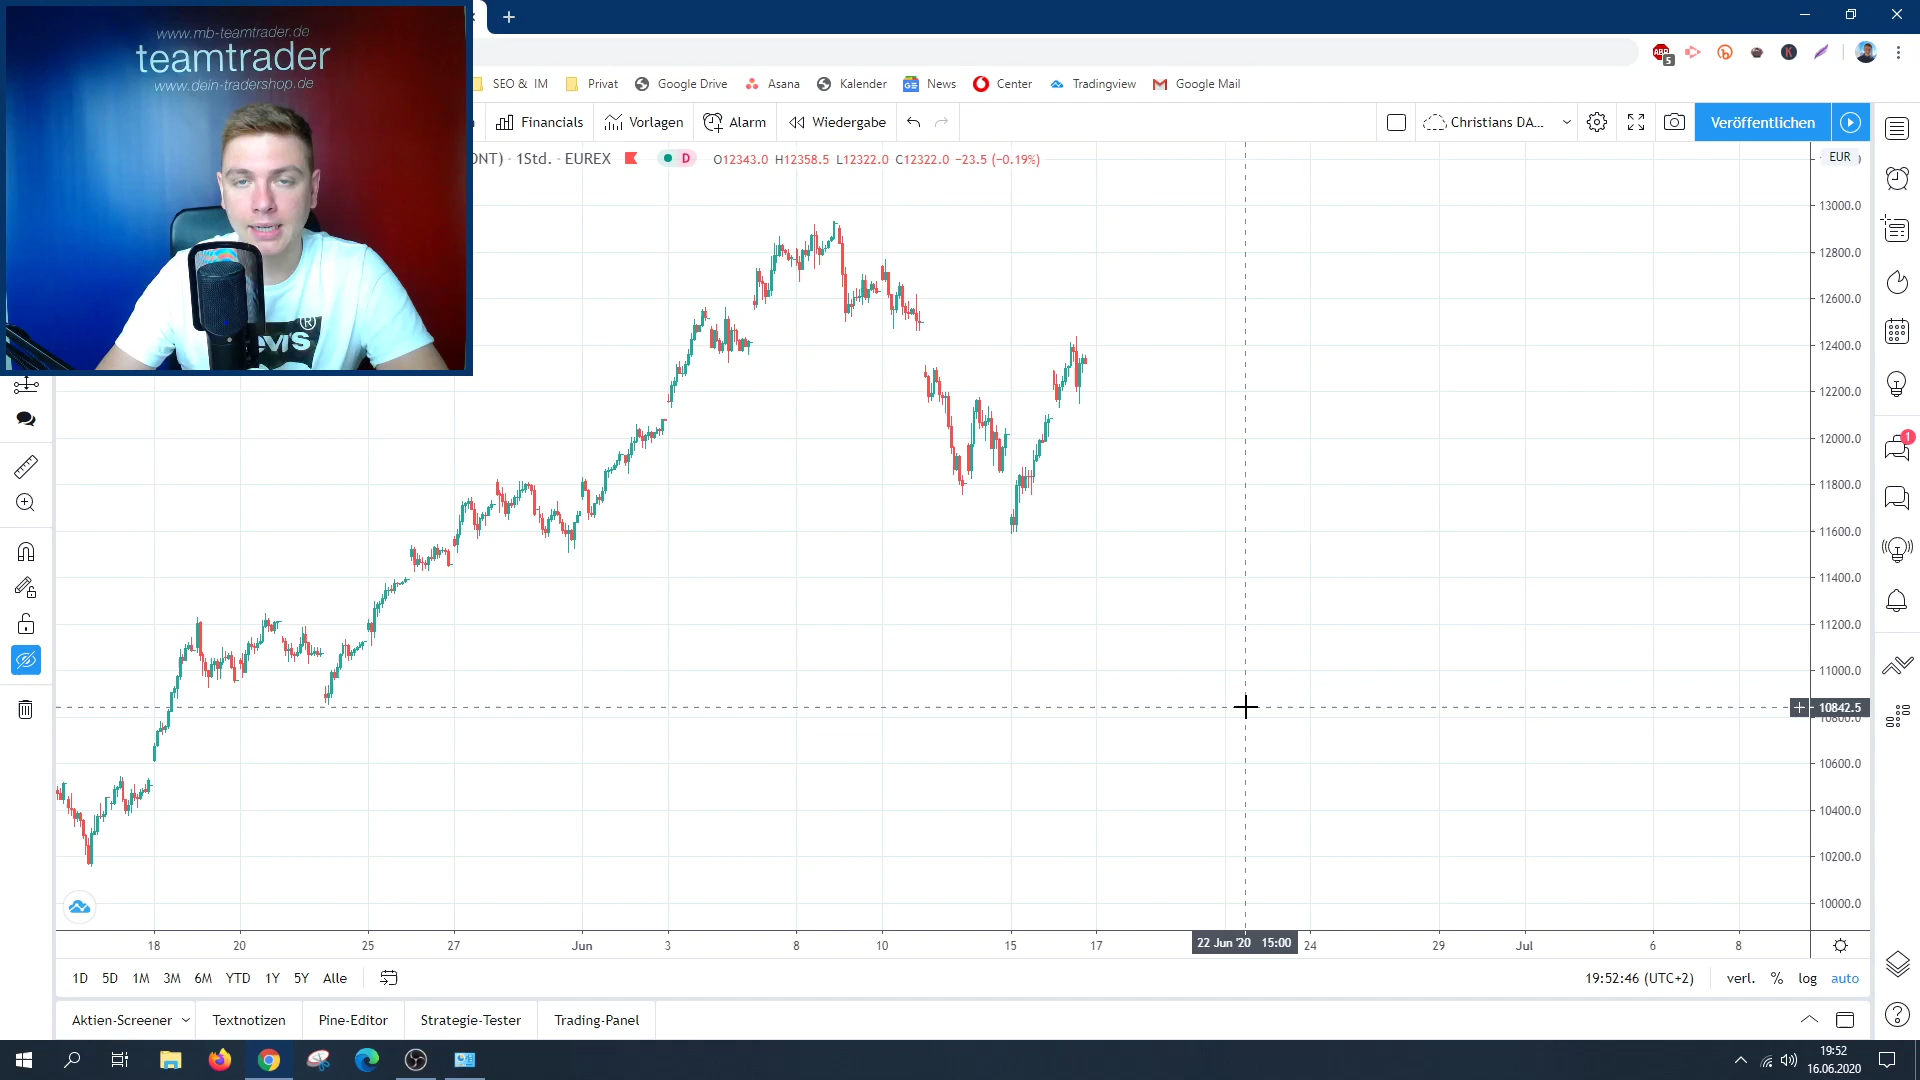 www.mb-teamtrader.de
teamtrader
www.dein-tradershop.de
ABP 5
SEO & IM Privat Google Drive Asana Kalender News Center Tradingview Google Mail
Financials Vorlagen Alarm Wiedergabe Christians DA... Veröffentlichen
ONT) · 1Std. · EUREX D O12343.0 H12358.5 L12322.0 C12322.0 −23.5 (−0.19%)
EUR
13000.0
12800.0
12600.0
12400.0
12200.0
12000.0
11800.0
11600.0
11400.0
11200.0
11000.0
10842.5
10800.0
10600.0
10400.0
10200.0
10000.0
1
18 20 25 27 Jun 3 8 10 15 17 22 Jun '20 15:00 24 29 Jul 6 8
1D 5D 1M 3M 6M YTD 1Y 5Y Alle 19:52:46 (UTC+2) verl. % log auto
Aktien-Screener Textnotizen Pine-Editor Strategie-Tester Trading-Panel
19:52
16.06.2020